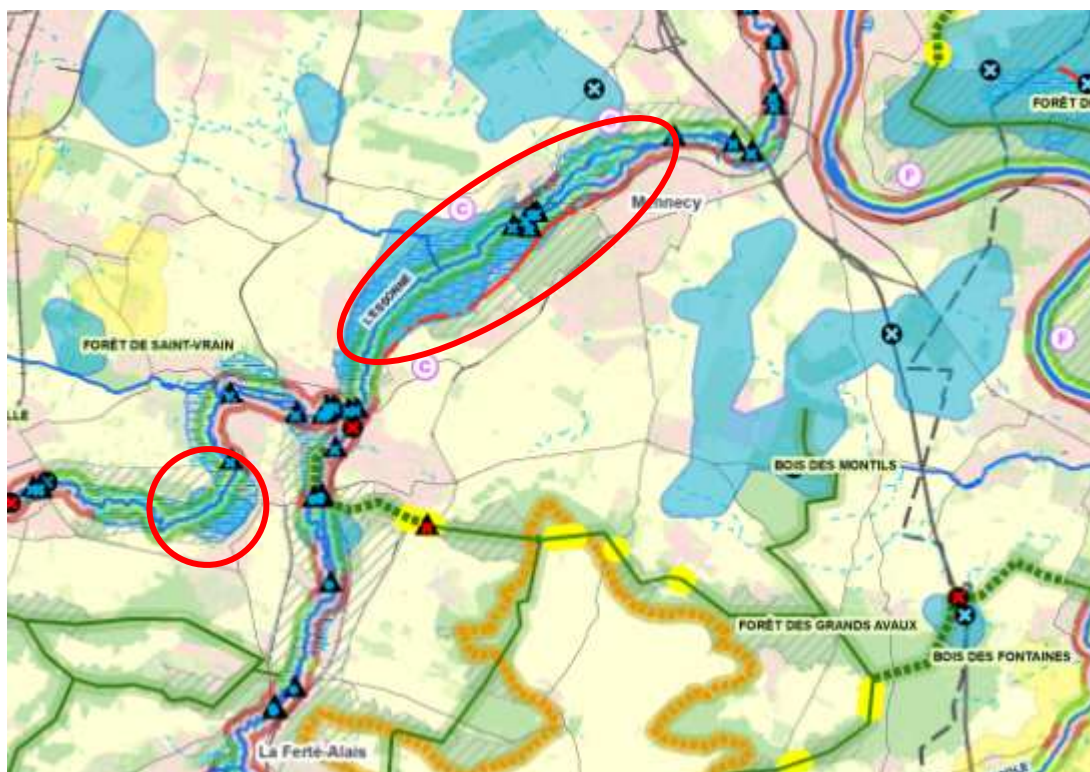 FORÊT D
F
C
C
Mennecy
L'ESSONNE
FORÊT DE SAINT-VRAIN
C
F
LLE
BOIS DES MONTILS
FORÊT DES GRANDS AVAUX
BOIS DES FONTAINES
La Ferté-Alais